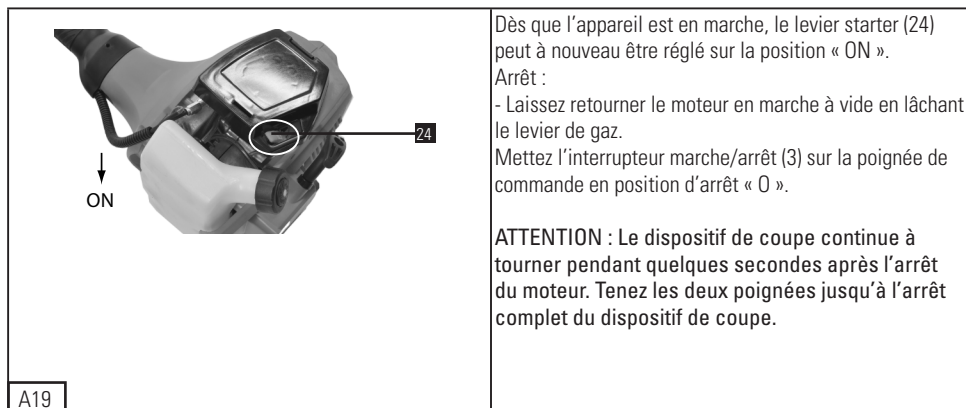 24
ON
A19
Dès que l'appareil est en marche, le levier starter (24)
peut à nouveau être réglé sur la position « ON ».
Arrêt :
- Laissez retourner le moteur en marche à vide en lâchant
le levier de gaz.
Mettez l'interrupteur marche/arrêt (3) sur la poignée de
commande en position d'arrêt « O ».
ATTENTION : Le dispositif de coupe continue à
tourner pendant quelques secondes après l'arrêt
du moteur. Tenez les deux poignées jusqu'à l'arrêt
complet du dispositif de coupe.